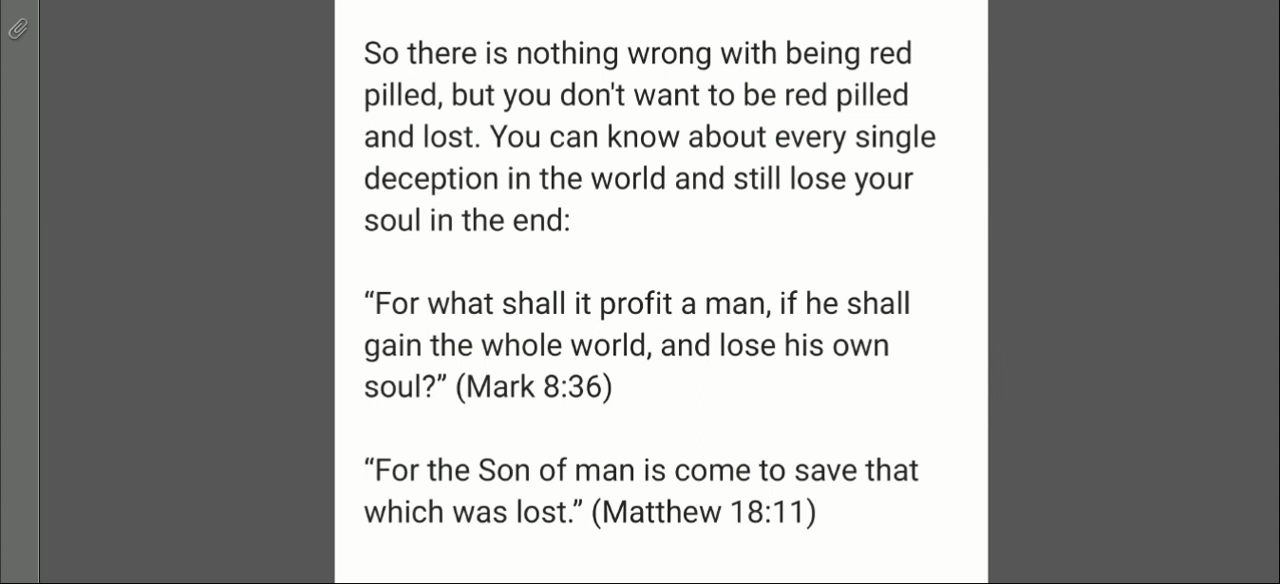 So there is nothing wrong with being red
pilled, but you don't want to be red pilled
and lost. You can know about every single
deception in the world and still lose your
soul in the end:
“For what shall it profit a man, if he shall
gain the whole world, and lose his own
soul?” (Mark 8:36)
“For the Son of man is come to save that
which was lost.” (Matthew 18:11)